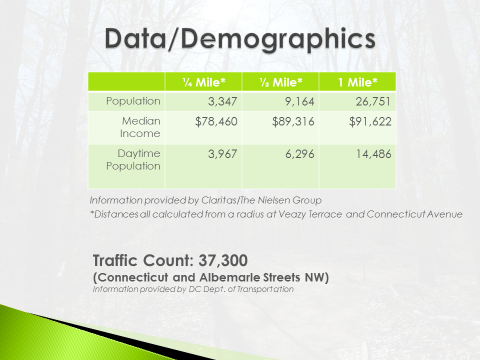 Data/Demographics
¼ Mile* ½ Mile* 1 Mile*
Population 3,347 9,164 26,751
Median Income $78,460 $89,316 $91,622
Daytime Population 3,967 6,296 14,486
Information provided by Claritas/The Nielsen Group
*Distances all calculated from a radius at Veazy Terrace and Connecticut Avenue
Traffic Count: 37,300
(Connecticut and Albemarle Streets NW)
Information provided by DC Dept. of Transportation